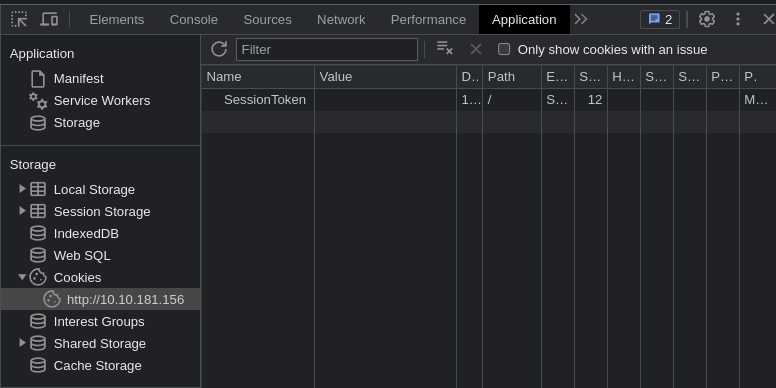 Elements Console Sources Network Performance Application 2
Application
Manifest
Service Workers
Storage
Storage
Local Storage
Session Storage
IndexedDB
Web SQL
Cookies
http://10.10.181.156
Interest Groups
Shared Storage
Cache Storage
Filter Only show cookies with an issue
Name Value D... Path E... S... H... S... S... P... P.
SessionToken 1... / S... 12 M...